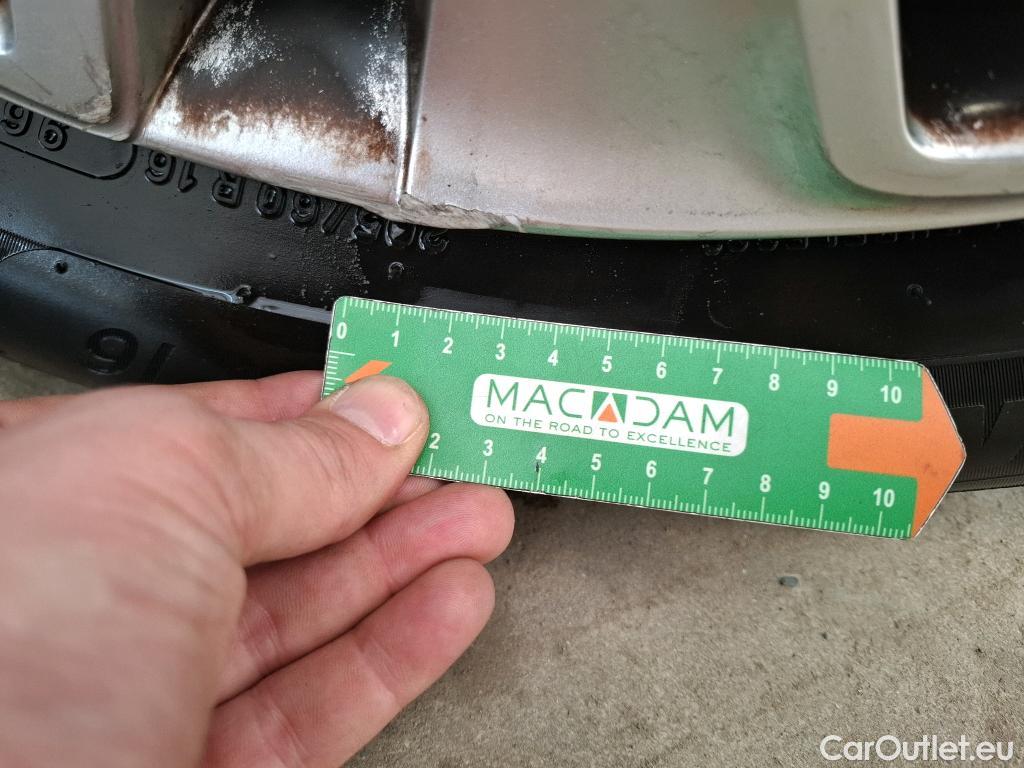 96
205/60 R 16
16
0 1 2 3 4 5 6 7 8 9 10
MACADAM
ON THE ROAD TO EXCELLENCE
2 3 4 5 6 7 8 9 10
CarOutlet.eu